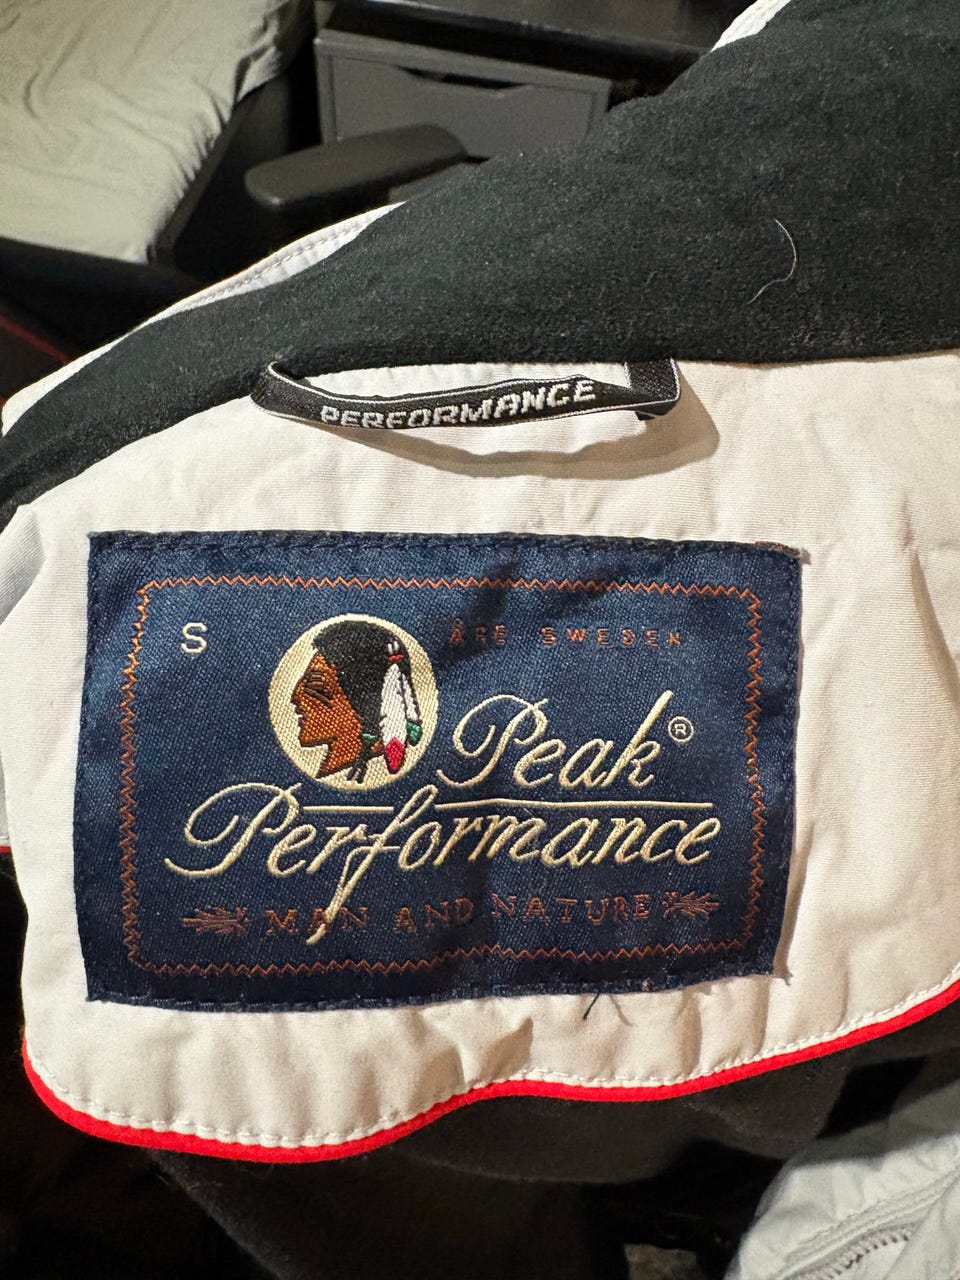 PERFORMANCE
S
ÅRE SWEDEN
Peak®
Performance
MAN AND NATURE